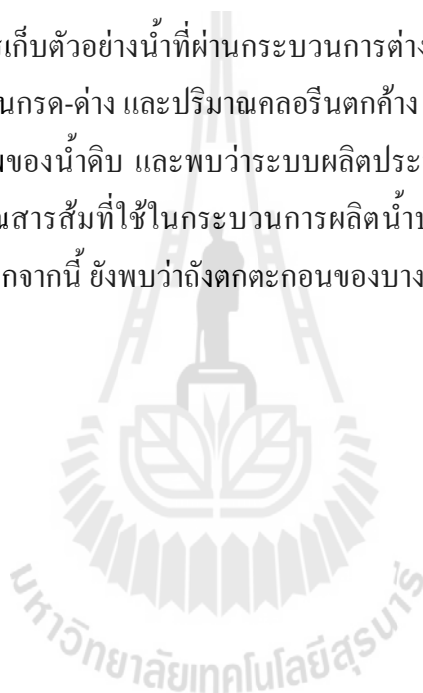 รเก็บตัวอย่างน้ำที่ผ่านกระบวนการต่าง
นกรด-ด่าง และปริมาณคลอรีนตกค้าง
พของน้ำดิบ และพบว่าระบบผลิตประ
ณสารส้มที่ใช้ในกระบวนการผลิตน้ำป
กจากนี้ ยังพบว่าถังตกตะกอนของบาง
มหาวิทยาลัยเทคโนโลยีสุรนารี